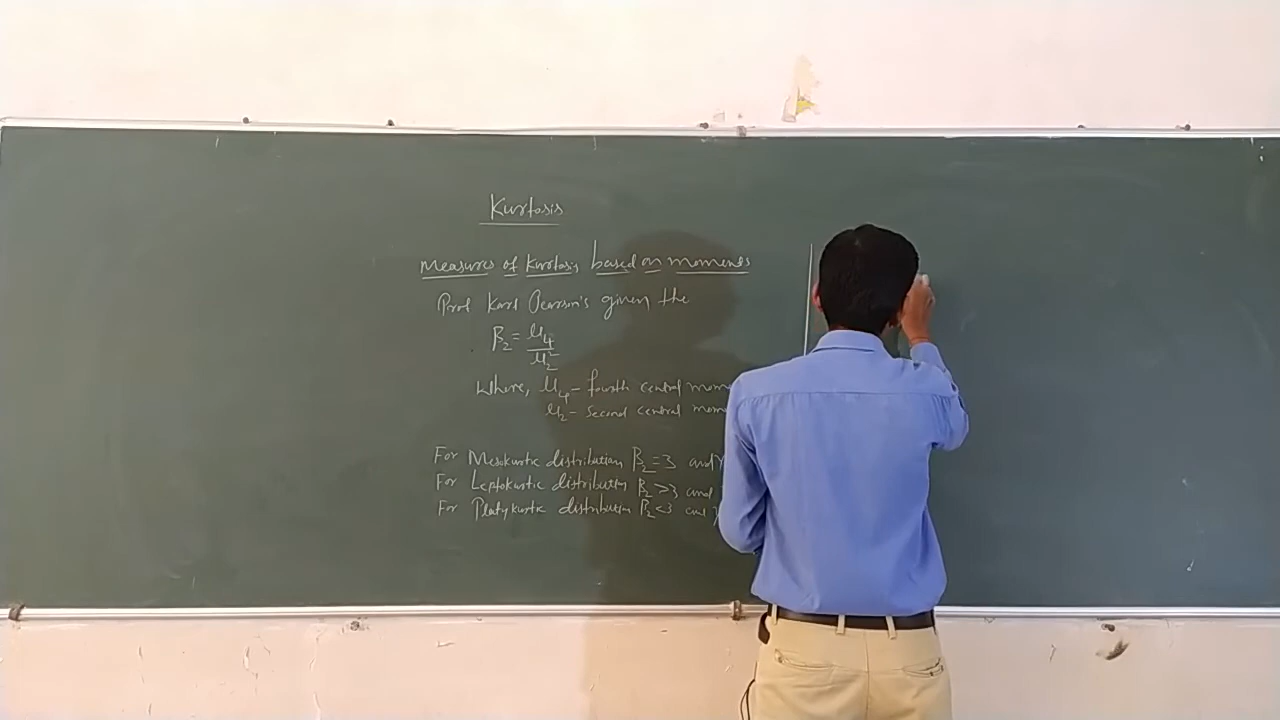 Kurtosis
Measures of Kurtosis based on moments
Prof Karl Pearson's given the
β₂ = μ₄ / μ₂²
Where, μ₄ - fourth central mome
μ₂ - Second central mome
For Mesokurtic distribution β₂ = 3 and γ
For Leptokurtic distribution β₂ > 3 and
For Platykurtic distribution β₂ < 3 and γ